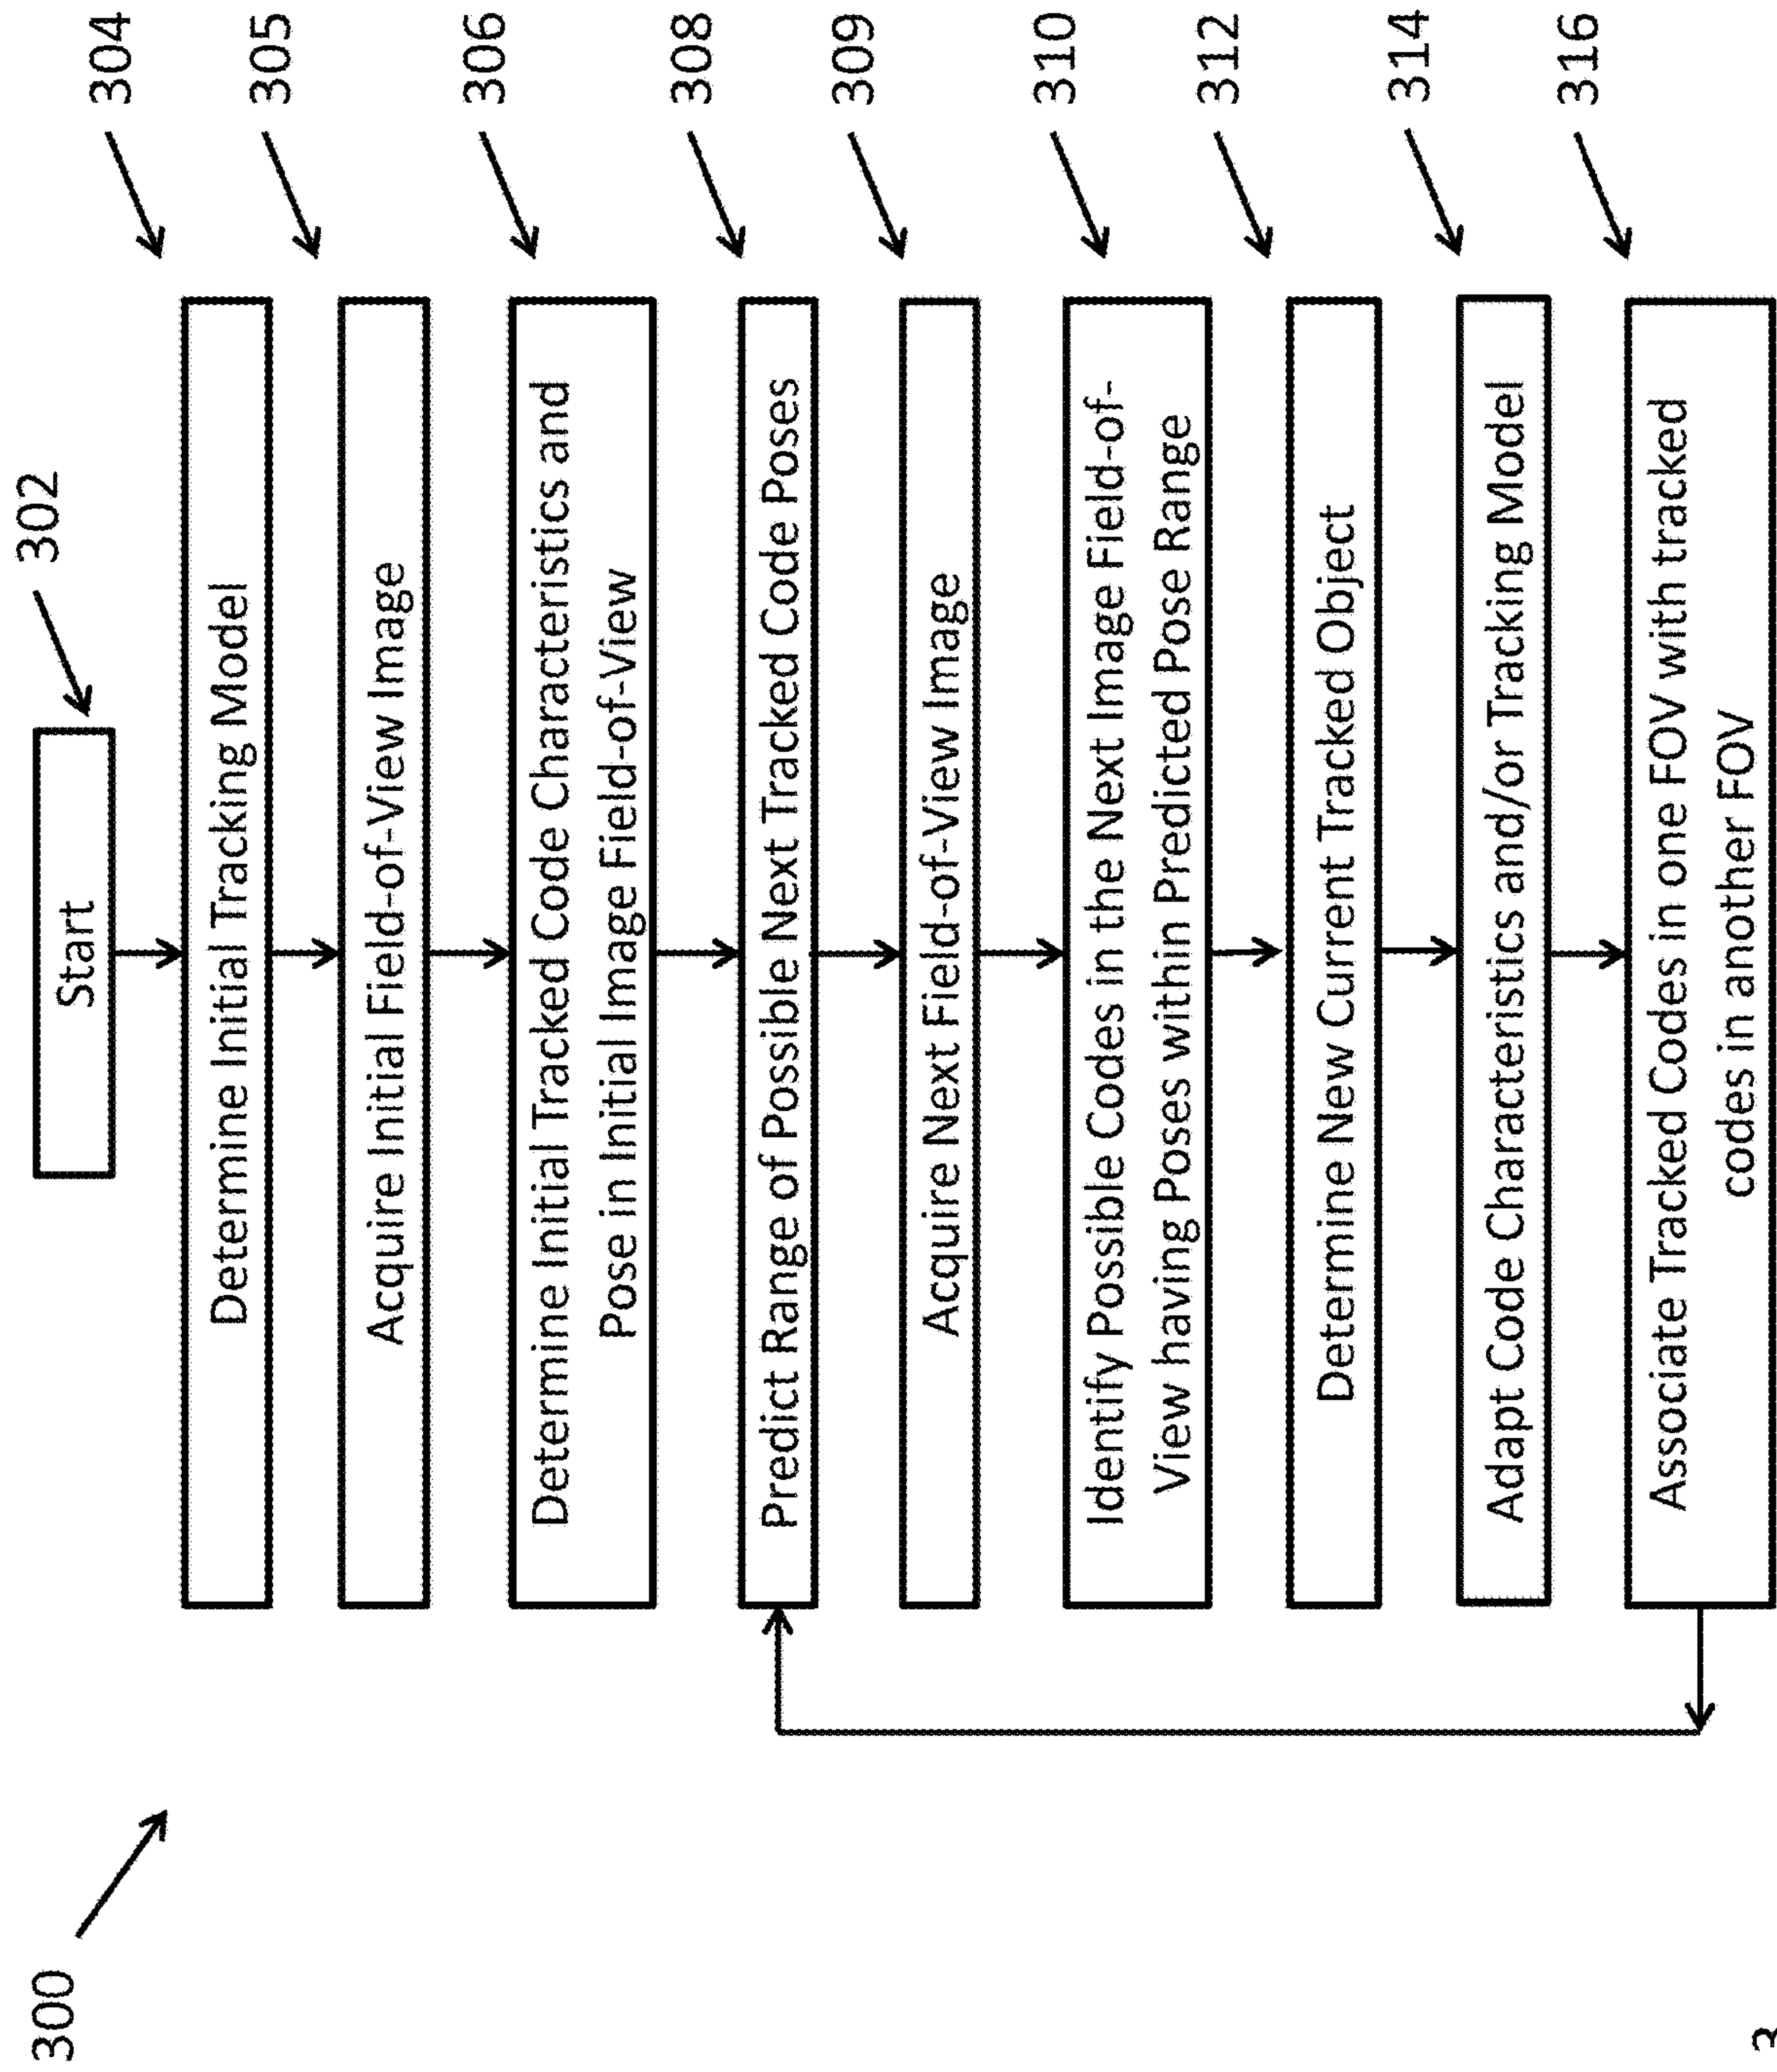 300
Start
302
Determine Initial Tracking Model
304
Acquire Initial Field-of-View Image
305
Determine Initial Tracked Code Characteristics and
Pose in Initial Image Field-of-View
306
Predict Range of Possible Next Tracked Code Poses
308
Acquire Next Field-of-View Image
309
Identify Possible Codes in the Next Image Field-of-
View having Poses within Predicted Pose Range
310
Determine New Current Tracked Object
312
Adapt Code Characteristics and/or Tracking Model
314
Associate Tracked Codes in one FOV with tracked
codes in another FOV
316